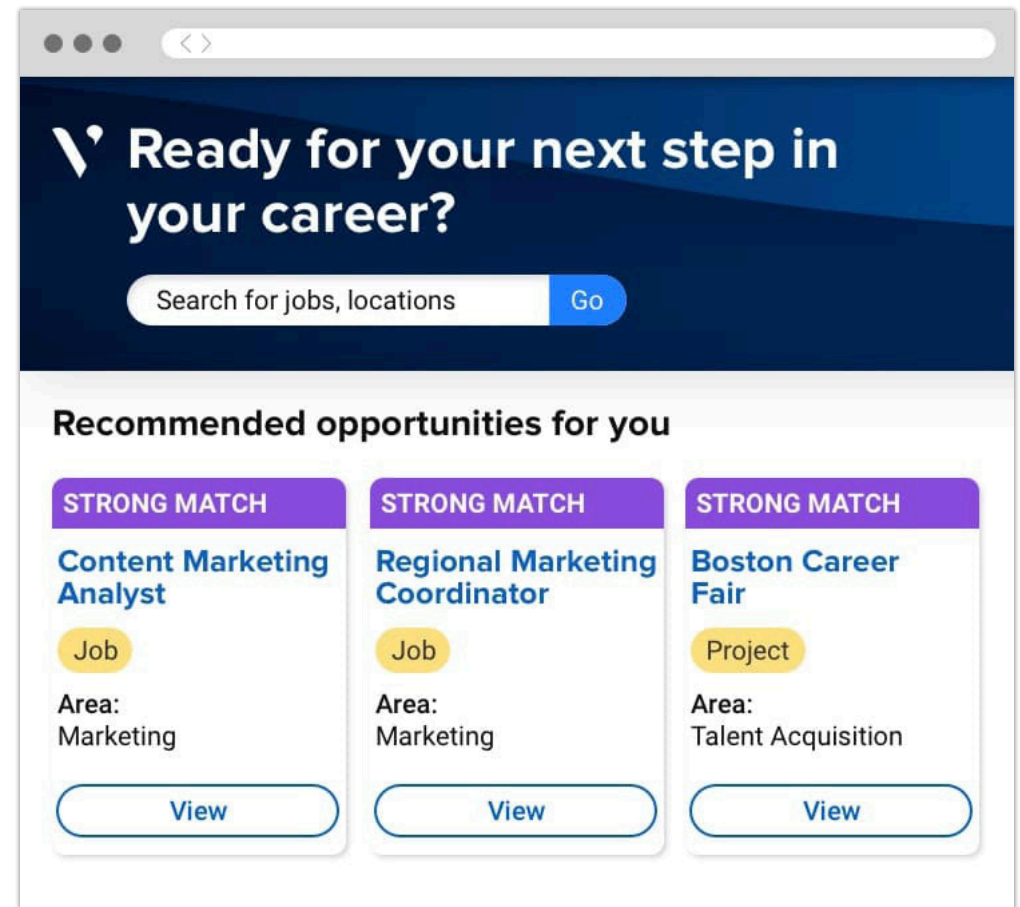 Ready for your next step in
your career?
Search for jobs, locations
Go
Recommended opportunities for you
STRONG MATCH
Content Marketing
Analyst
Job
Area:
Marketing
View
STRONG MATCH
Regional Marketing
Coordinator
Job
Area:
Marketing
View
STRONG MATCH
Boston Career
Fair
Project
Area:
Talent Acquisition
View